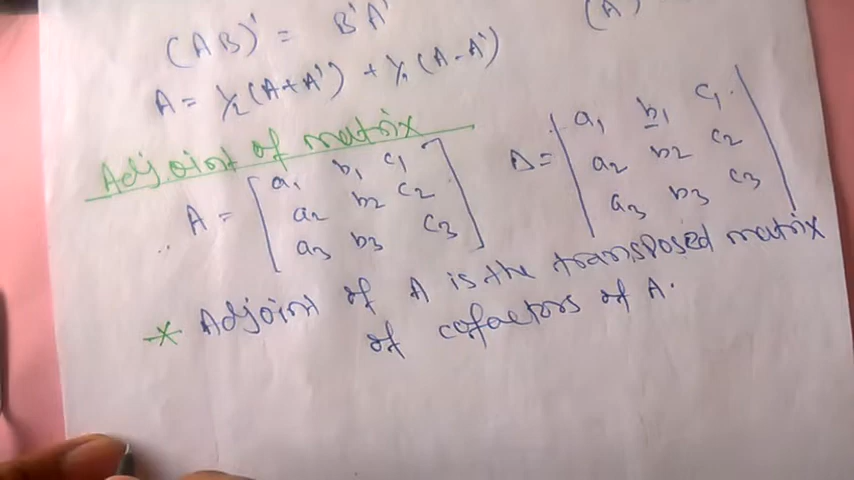 (AB)' = B'A' (A)
A = 1/2 (A+A') + 1/2 (A-A')
Adjoint of matrix
A = [a1 b1 c1 Δ = |a1 b1 c1|
a2 b2 c2 |a2 b2 c2|
a3 b3 c3] |a3 b3 c3|
* Adjoint of A is the transposed matrix
of cofactors of A.